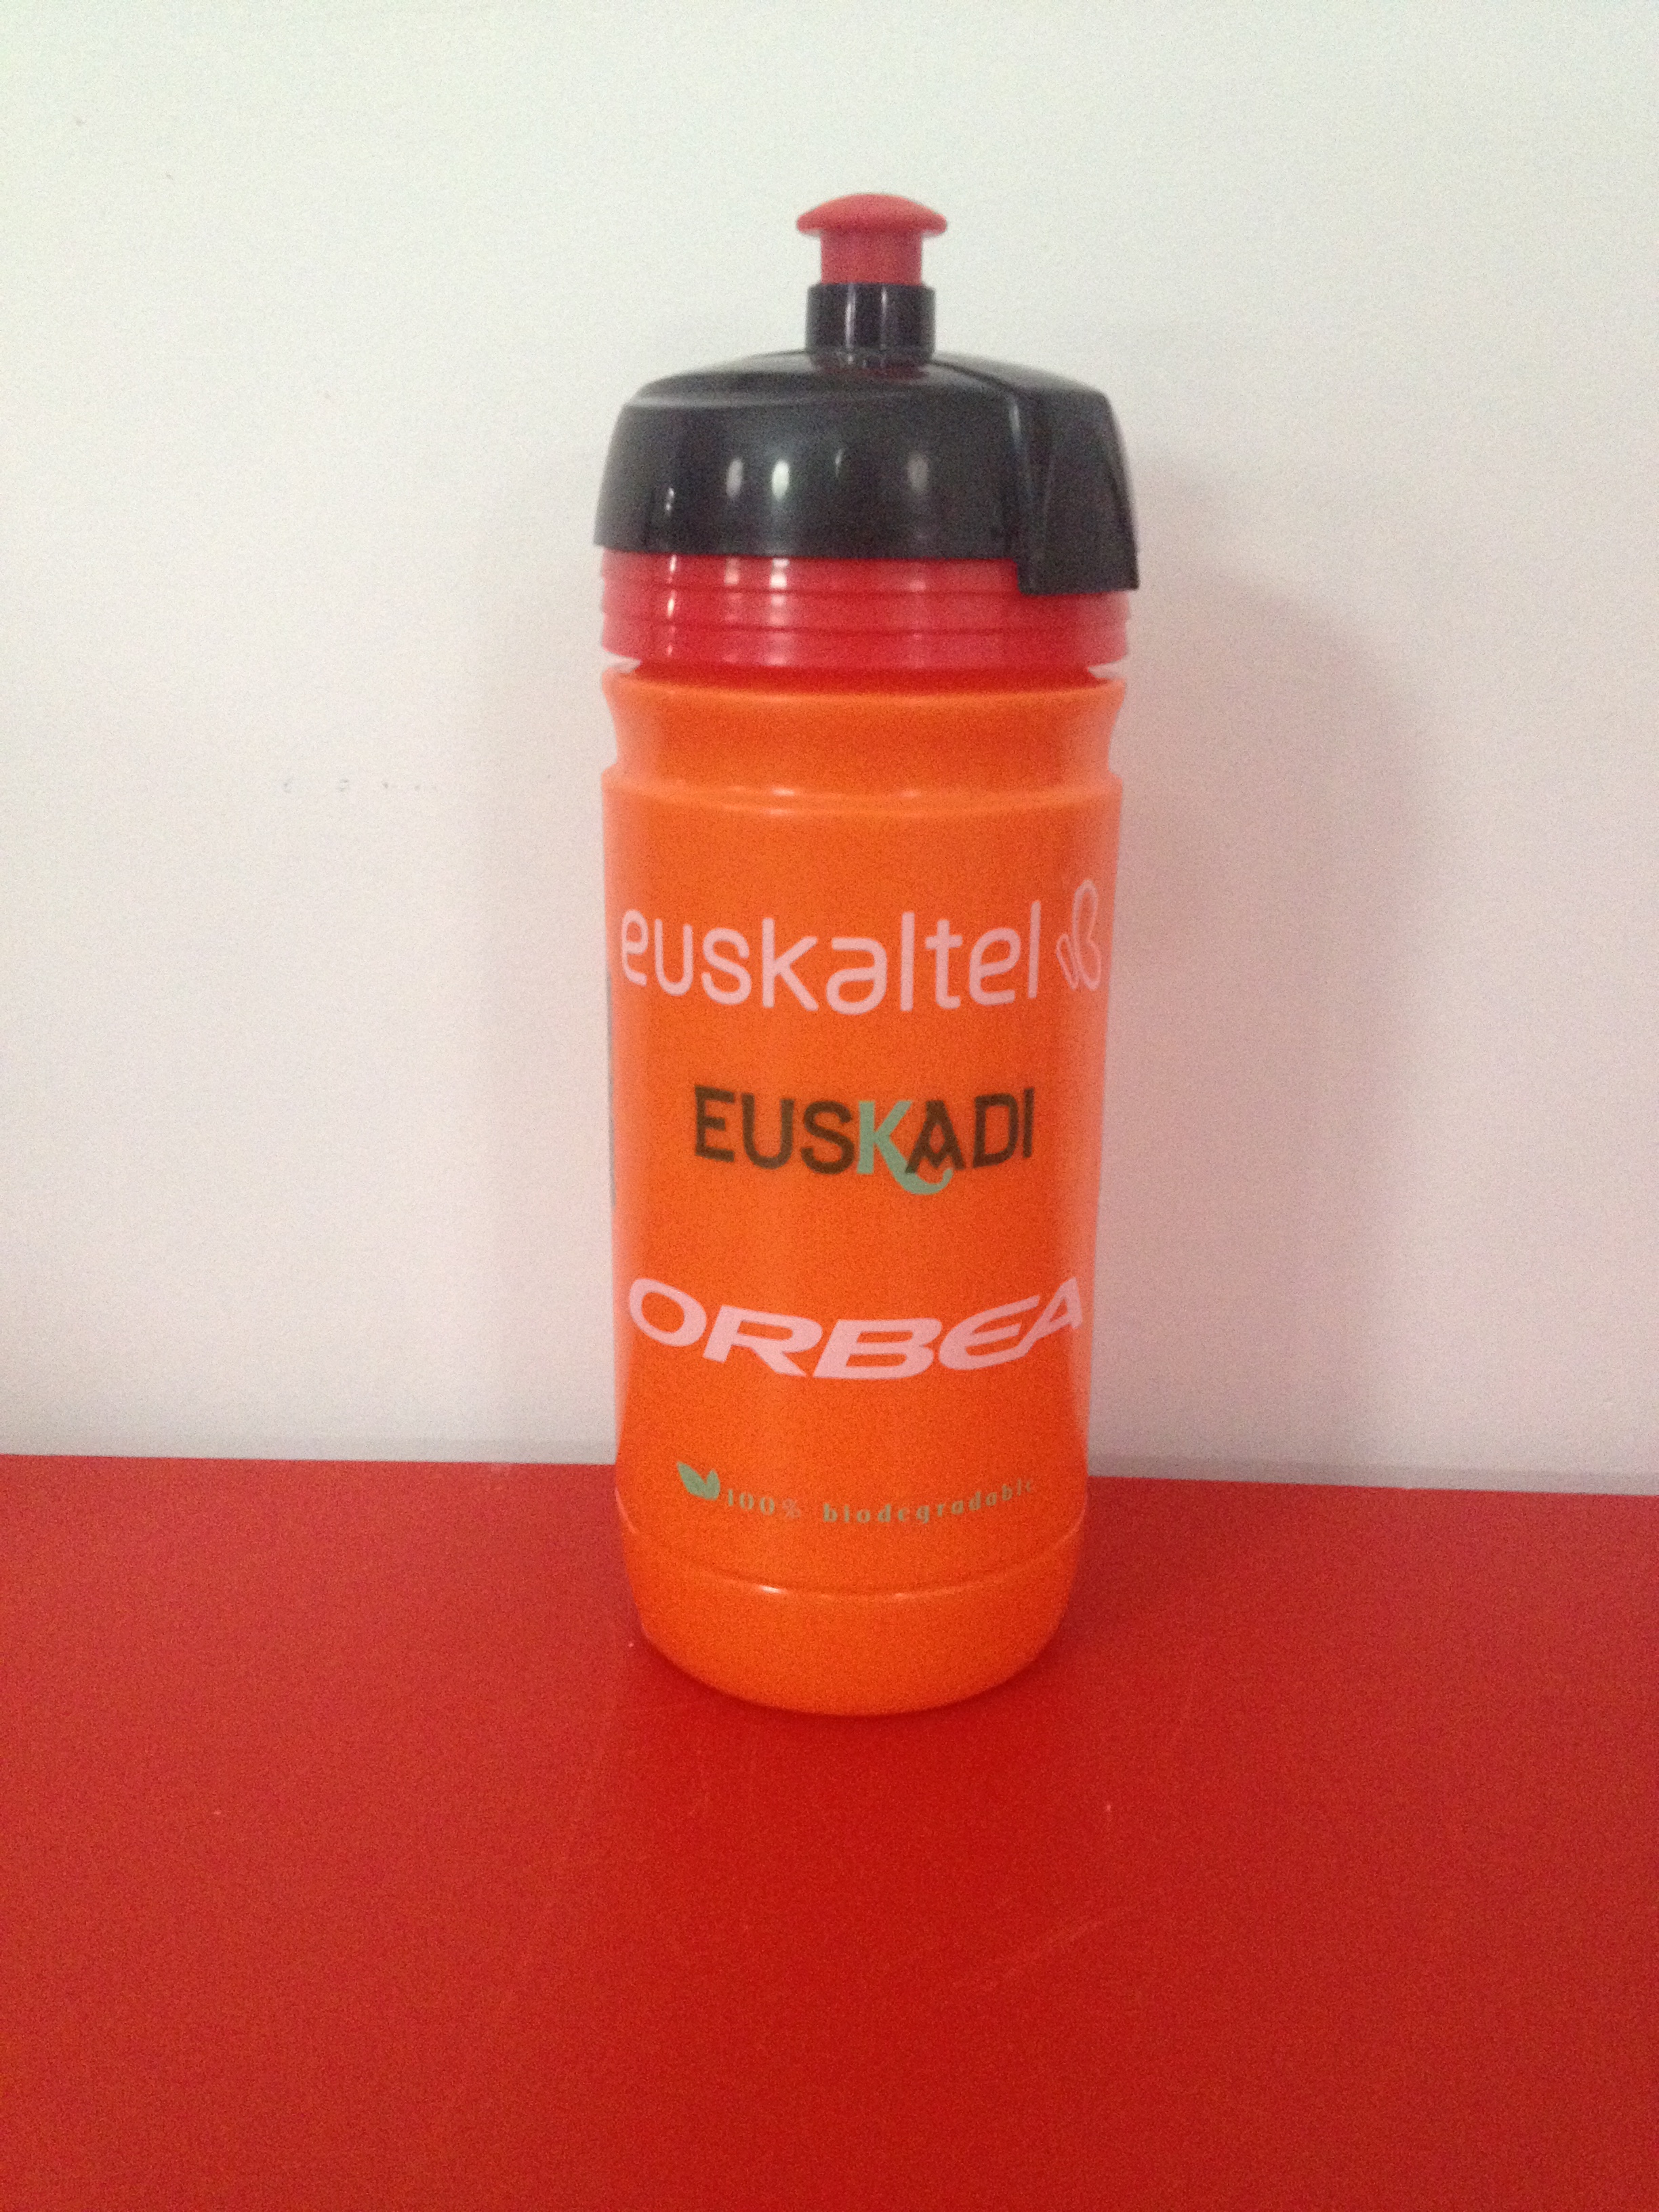 euskaltel
EUSKADI
ORBEA
100% biodegradable